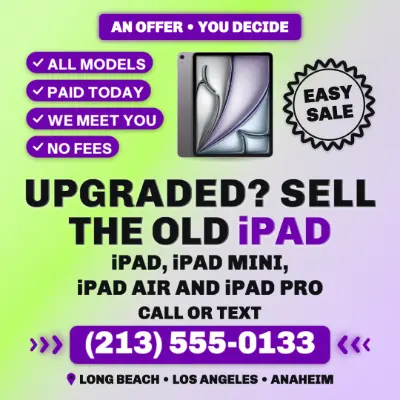 AN OFFER • YOU DECIDE
✓ ALL MODELS
✓ PAID TODAY
✓ WE MEET YOU
✓ NO FEES
EASY
SALE
UPGRADED? SELL
THE OLD iPAD
iPAD, iPAD MINI,
iPAD AIR AND iPAD PRO
CALL OR TEXT
(213) 555-0133
LONG BEACH • LOS ANGELES • ANAHEIM